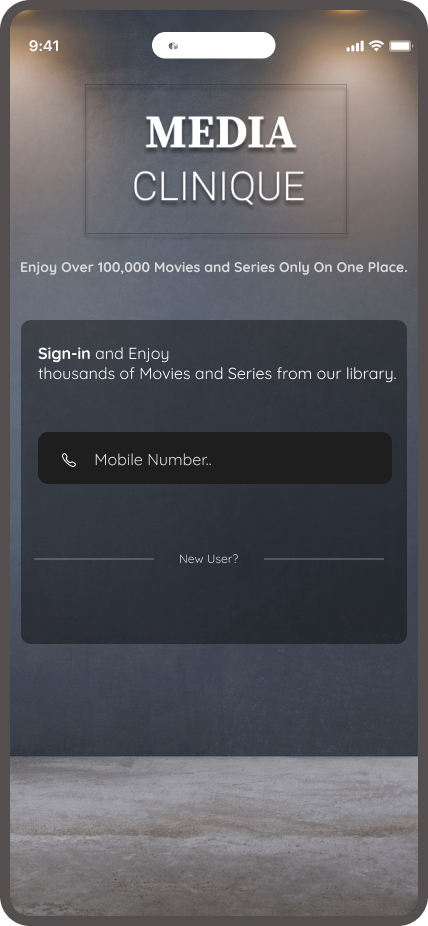 9:41
MEDIA
CLINIQUE
Enjoy Over 100,000 Movies and Series Only On One Place.
Sign-in and Enjoy
thousands of Movies and Series from our library.
Mobile Number..
New User?